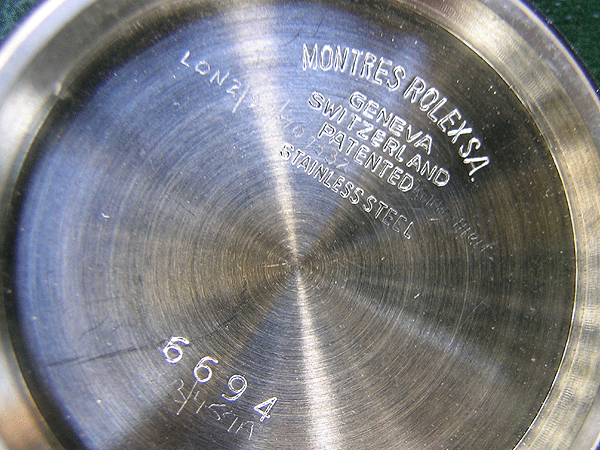 MONTRES ROLEX S.A.
GENEVA
SWITZERLAND
PATENTED
STAINLESS STEEL
6694